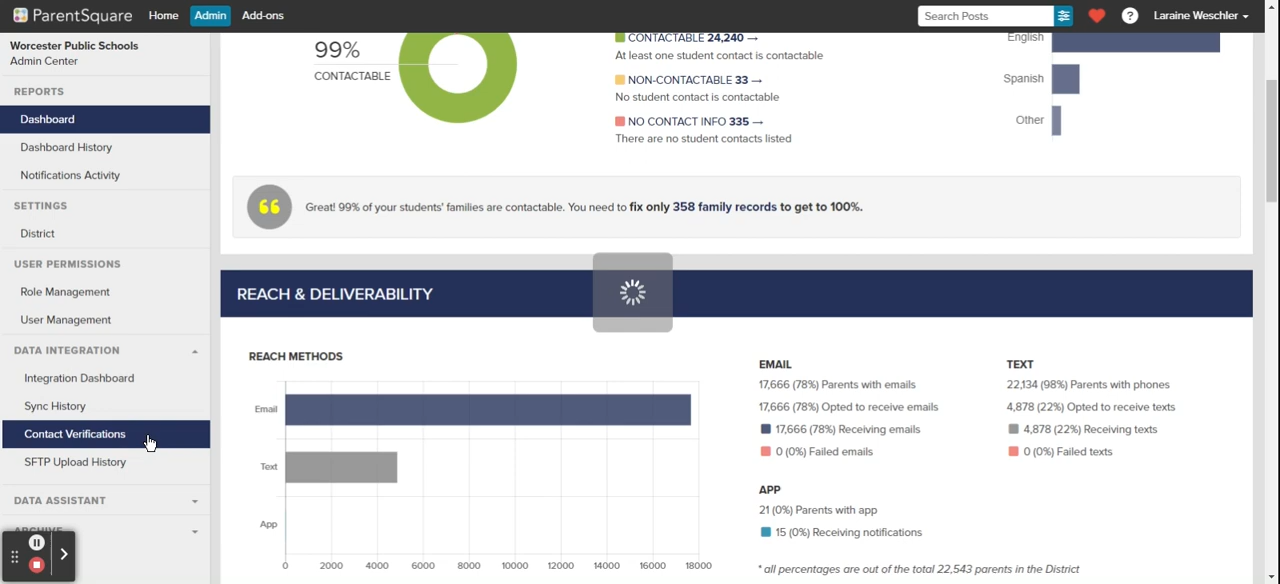 ParentSquare Home Admin Add-ons Search Posts ? Laraine Weschler
Worcester Public Schools
Admin Center
REPORTS
Dashboard
Dashboard History
Notifications Activity
SETTINGS
District
USER PERMISSIONS
Role Management
User Management
DATA INTEGRATION
Integration Dashboard
Sync History
Contact Verifications
SFTP Upload History
DATA ASSISTANT
ARCHIVE
99%
CONTACTABLE
CONTACTABLE 24,240 →
At least one student contact is contactable
NON-CONTACTABLE 33 →
No student contact is contactable
NO CONTACT INFO 335 →
There are no student contacts listed
English
Spanish
Other
Great! 99% of your students' families are contactable. You need to fix only 358 family records to get to 100%.
REACH & DELIVERABILITY
REACH METHODS
Email
Text
App
0 2000 4000 6000 8000 10000 12000 14000 16000 18000
EMAIL
17,666 (78%) Parents with emails
17,666 (78%) Opted to receive emails
17,666 (78%) Receiving emails
0 (0%) Failed emails
TEXT
22,134 (98%) Parents with phones
4,878 (22%) Opted to receive texts
4,878 (22%) Receiving texts
0 (0%) Failed texts
APP
21 (0%) Parents with app
15 (0%) Receiving notifications
* all percentages are out of the total 22,543 parents in the District